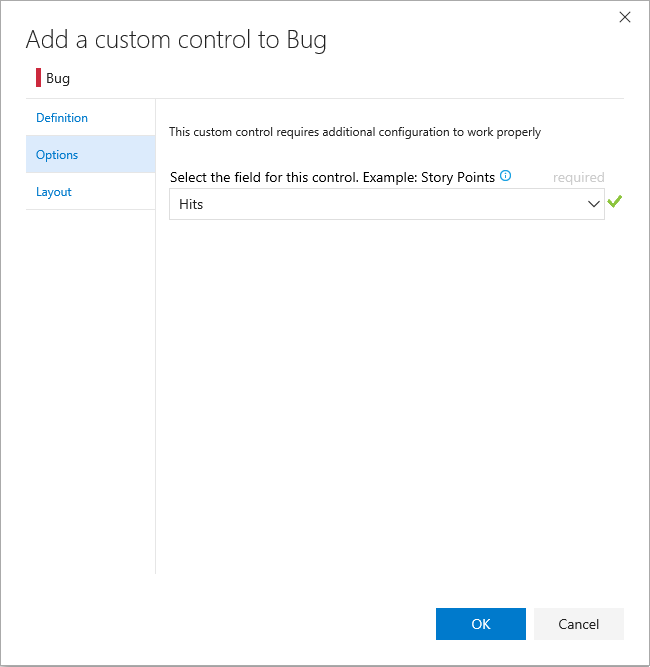 Add a custom control to Bug
Bug
Definition
Options
Layout
This custom control requires additional configuration to work properly
Select the field for this control. Example: Story Points required
Hits
OK Cancel